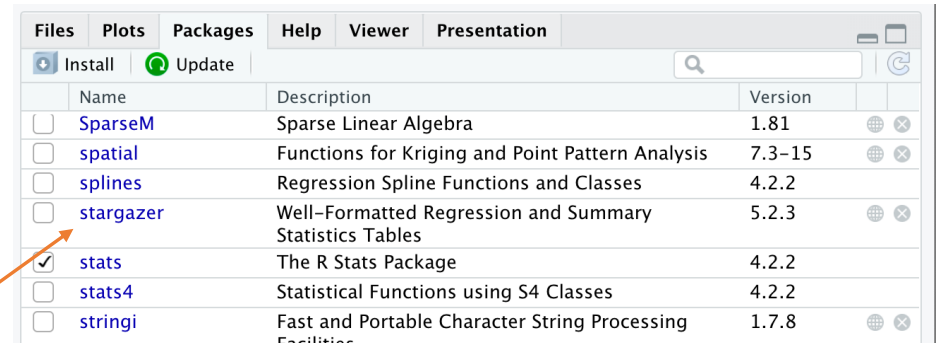 Files Plots Packages Help Viewer Presentation
Install Update
Name Description Version
SparseM Sparse Linear Algebra 1.81
spatial Functions for Kriging and Point Pattern Analysis 7.3-15
splines Regression Spline Functions and Classes 4.2.2
stargazer Well-Formatted Regression and Summary 5.2.3
Statistics Tables
stats The R Stats Package 4.2.2
stats4 Statistical Functions using S4 Classes 4.2.2
stringi Fast and Portable Character String Processing 1.7.8
Facilities